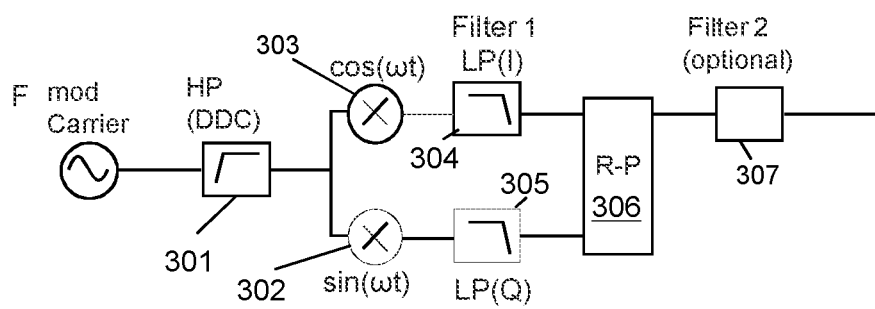 303
cos(ωt)
Filter 1
LP(I)
Filter 2
(optional)
F mod
Carrier
HP
(DDC)
304
305
R-P
306
307
301
302
sin(ωt)
LP(Q)